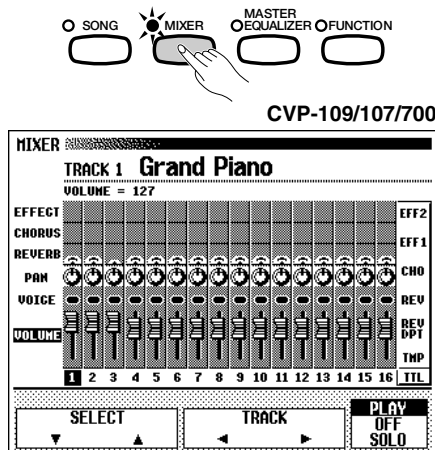 SONG MIXER MASTER EQUALIZER FUNCTION
CVP-109/107/700
MIXER
TRACK 1 Grand Piano
VOLUME = 127
EFFECT EFF2
CHORUS
REVERB EFF1
PAN CHO
VOICE REV
VOLUME REV DPT
TMP
1 2 3 4 5 6 7 8 9 10 11 12 13 14 15 16 TTL
SELECT TRACK PLAY
OFF
SOLO